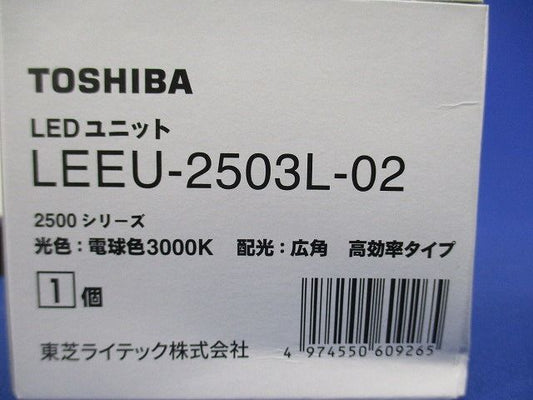 TOSHIBA
LEDユニット
LEEU-2503L-02
2500 シリーズ
光色：電球色3000K　配光：広角　高効率タイプ
1 個
東芝ライテック株式会社
4 974550 609265